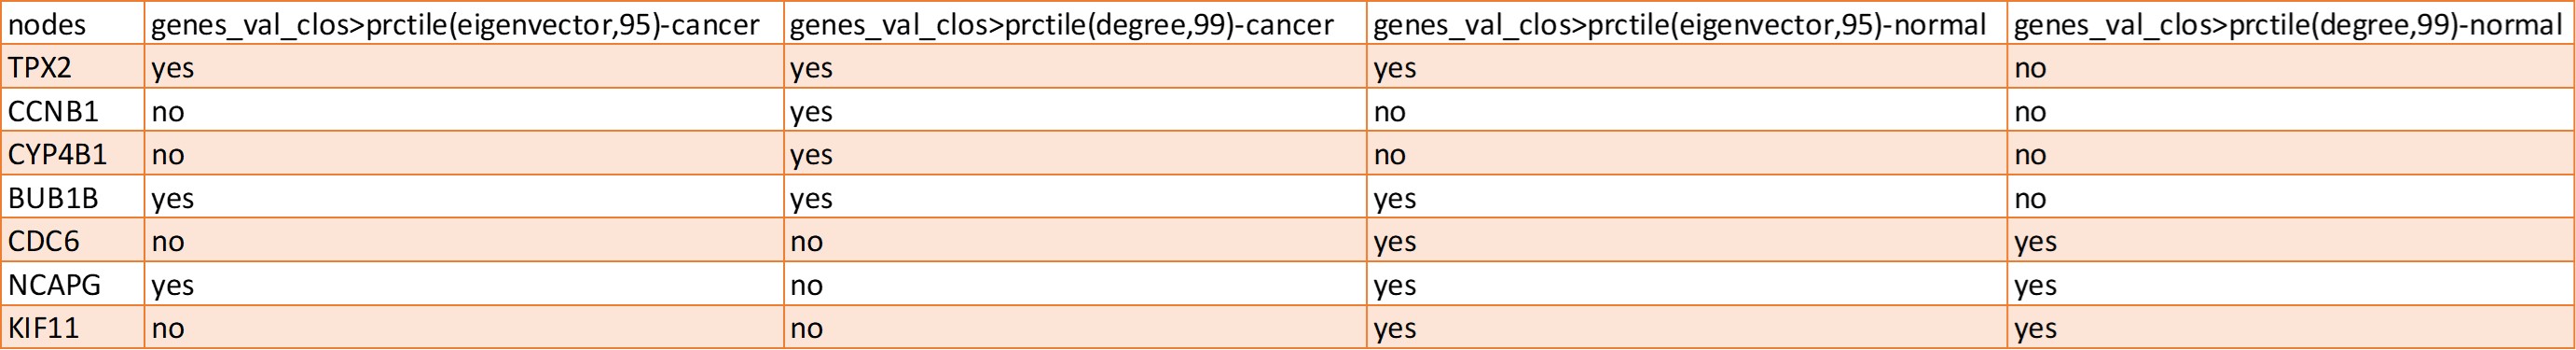 nodes genes_val_clos>prctile(eigenvector,95)-cancer genes_val_clos>prctile(degree,99)-cancer genes_val_clos>prctile(eigenvector,95)-normal genes_val_clos>prctile(degree,99)-normal
TPX2 yes yes yes no
CCNB1 no yes no no
CYP4B1 no yes no no
BUB1B yes yes yes no
CDC6 no no yes yes
NCAPG yes no yes yes
KIF11 no no yes yes